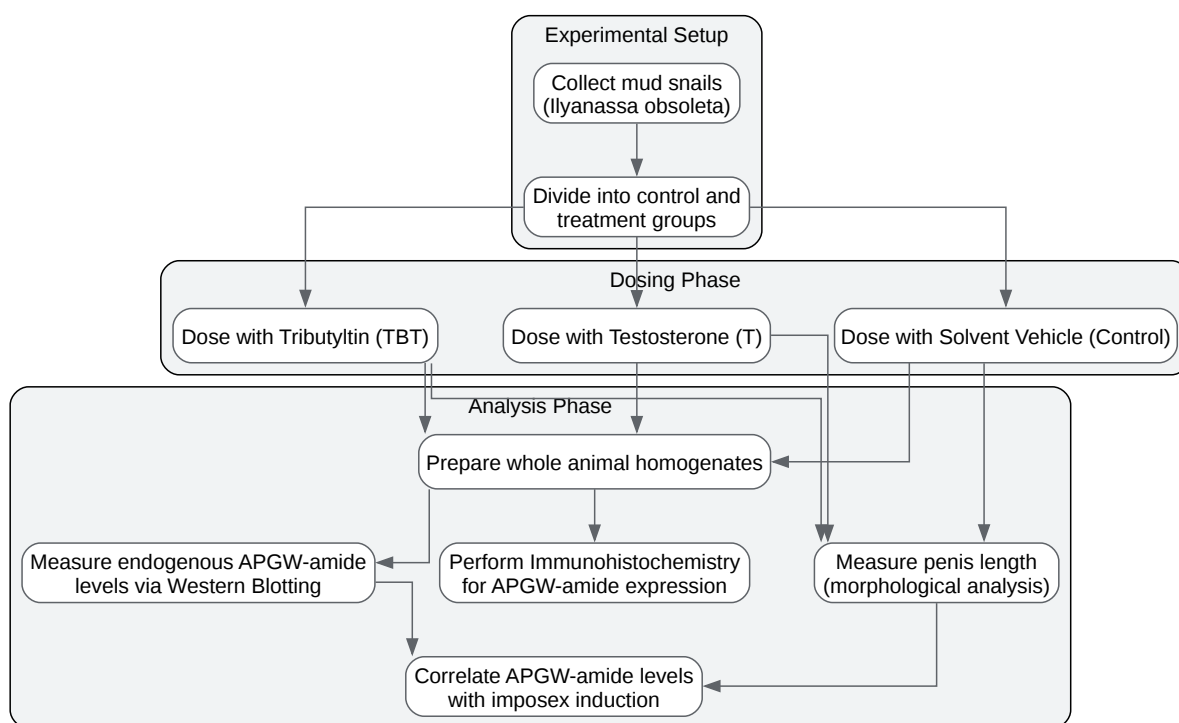 Experimental Setup
Collect mud snails
(Ilyanassa obsoleta)
Divide into control and
treatment groups
Dosing Phase
Dose with Tributyltin (TBT)
Dose with Testosterone (T)
Dose with Solvent Vehicle (Control)
Analysis Phase
Prepare whole animal homogenates
Measure endogenous APGW-amide
levels via Western Blotting
Perform Immunohistochemistry
for APGW-amide expression
Measure penis length
(morphological analysis)
Correlate APGW-amide levels
with imposex induction